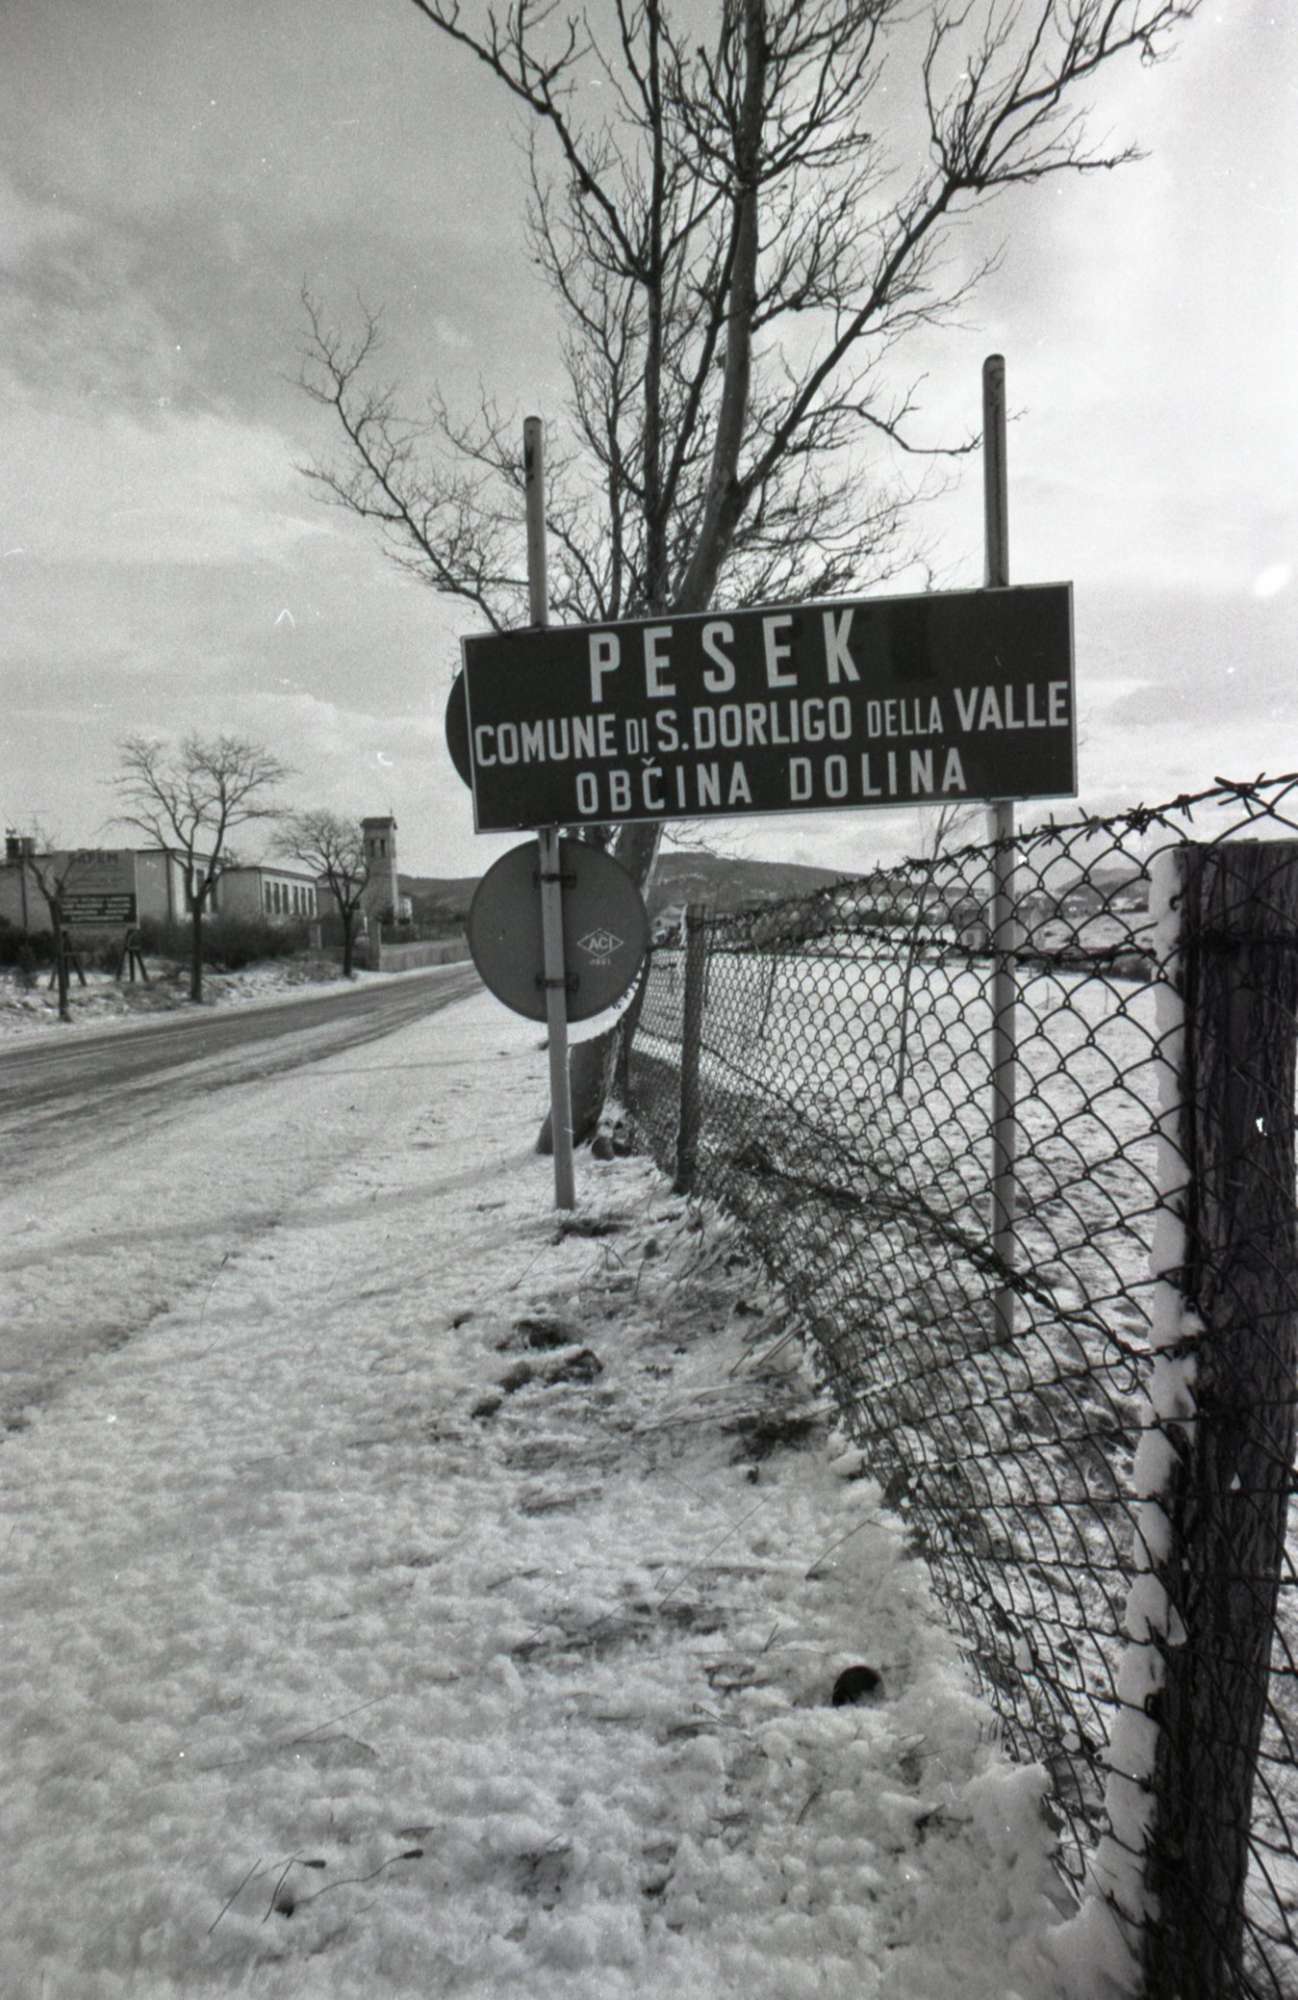 PESEK
COMUNE DI S. DORLIGO DELLA VALLE
OBČINA DOLINA
ACI